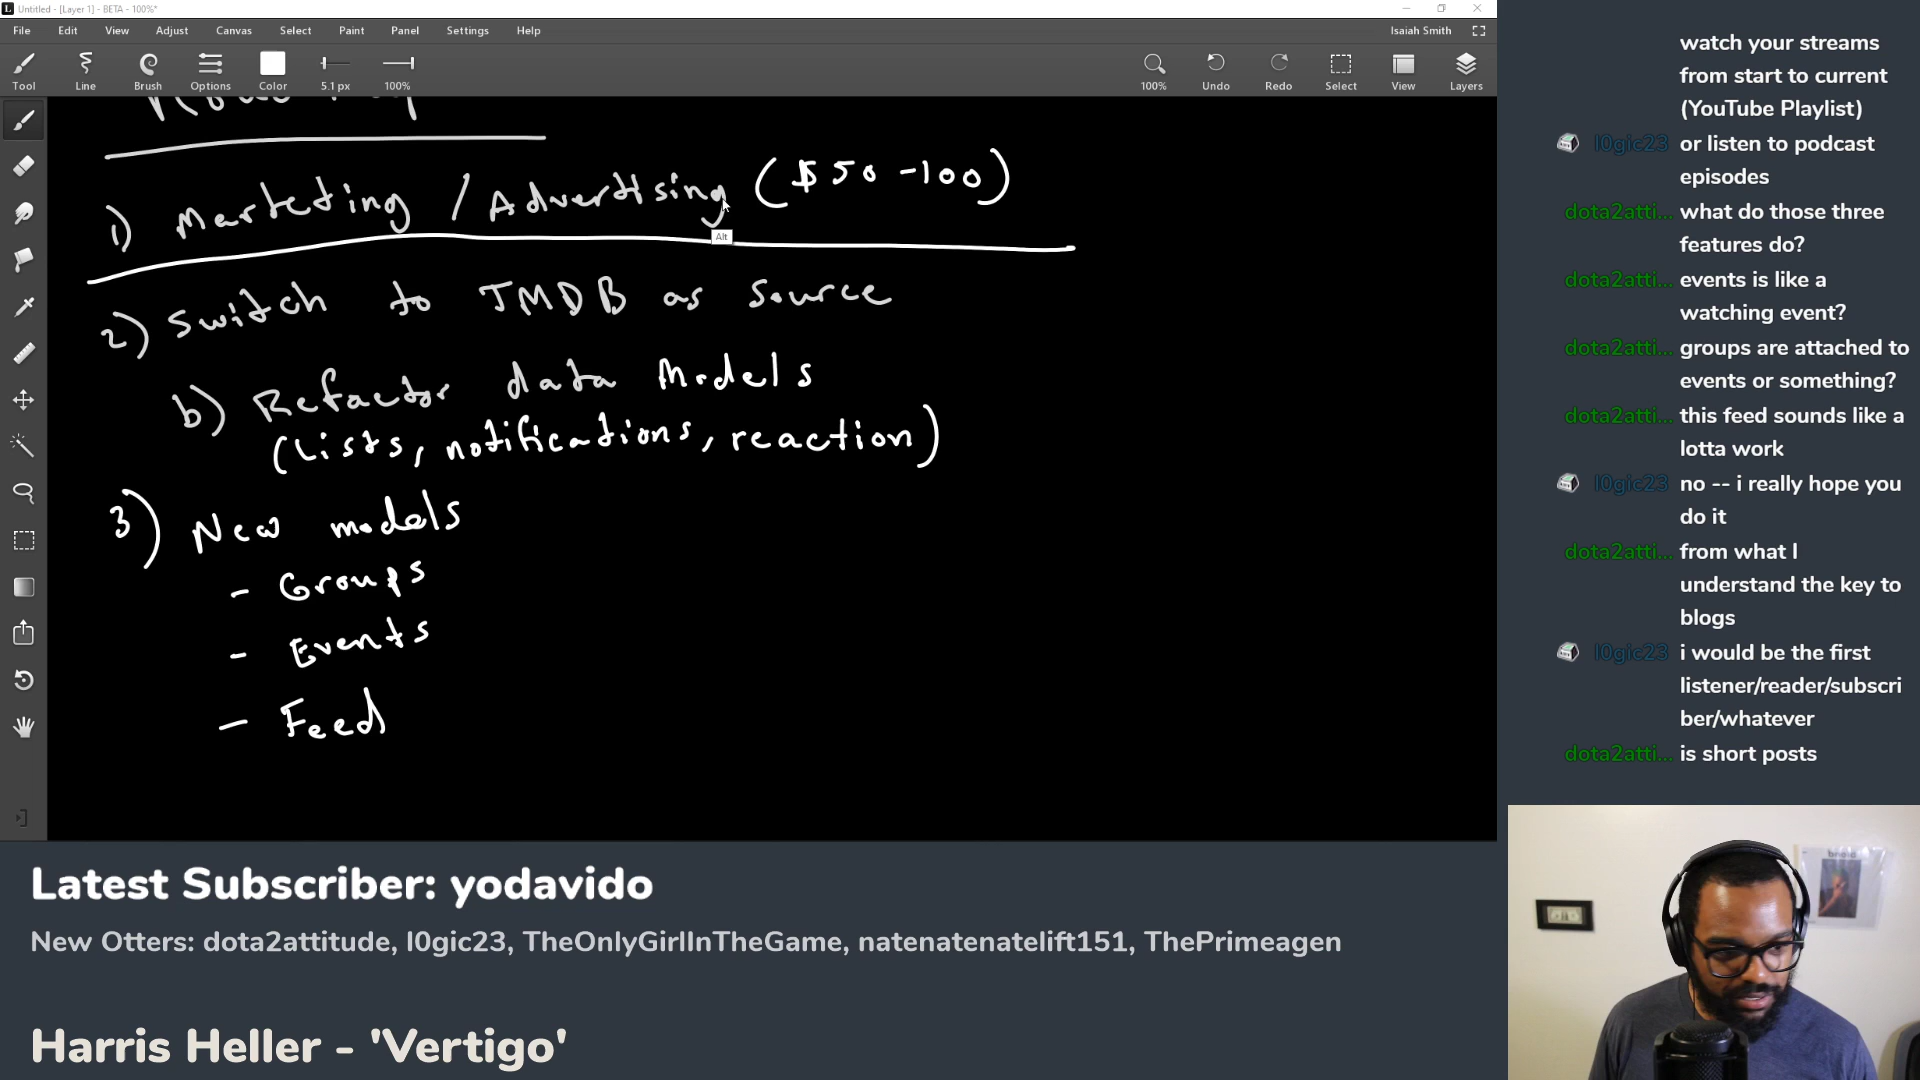 Untitled - [Layer 1] - BETA - 100%*
File Edit View Adjust Canvas Select Paint Panel Settings Help
Isaiah Smith
Tool Line Brush Options Color 5.1 px 100%
100% Undo Redo Select View Layers
1) Marketing / Advertising ($50-100)
Alt
2) Switch to TMDB as source
b) Refactor data Models
(Lists, notifications, reaction)
3) New models
- Groups
- Events
- Feed
watch your streams
from start to current
(YouTube Playlist)
l0gic23 or listen to podcast
episodes
dota2atti... what do those three
features do?
dota2atti... events is like a
watching event?
dota2atti... groups are attached to
events or something?
dota2atti... this feed sounds like a
lotta work
l0gic23 no -- i really hope you
do it
dota2atti... from what I
understand the key to
blogs
l0gic23 i would be the first
listener/reader/subscri
ber/whatever
dota2atti... is short posts
Latest Subscriber: yodavido
New Otters: dota2attitude, l0gic23, TheOnlyGirlInTheGame, natenatenatelift151, ThePrimeagen
Harris Heller - 'Vertigo'